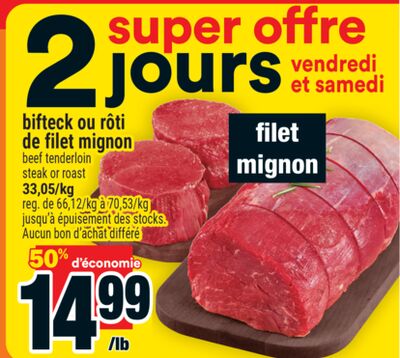 2 super offre
jours vendredi
et samedi
bifteck ou rôti
de filet mignon
beef tenderloin
steak or roast
33,05/kg
reg. de 66,12/kg à 70,53/kg
jusqu'à épuisement des stocks.
Aucun bon d'achat différé
filet
mignon
50% d'économie
14 99
/lb